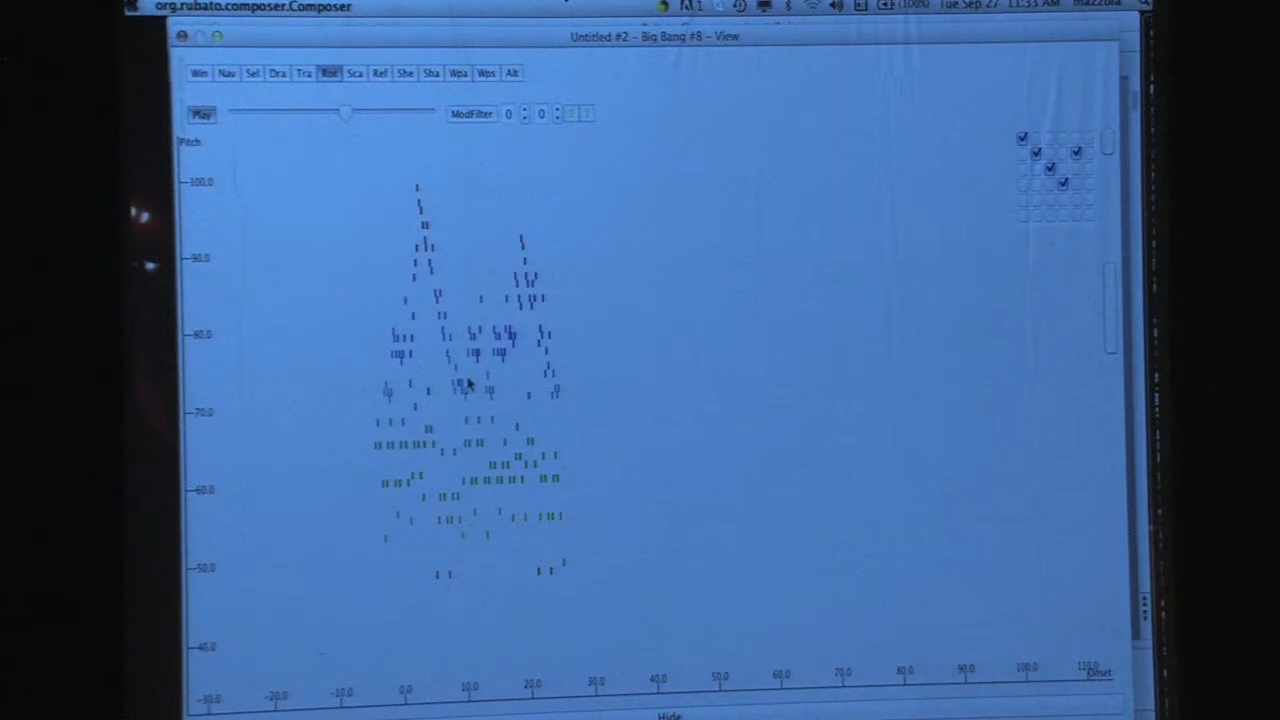 org.rubato.composer.Composer
1
(100%) Tue Sep 27 11:33 AM mazzola
Untitled #2 – Big Bang #8 – View
Win Nav Sel Dra Tra Rot Sca Ref She Sha Wpa Wps Alt
Play ModFilter 0 0
Pitch
100.0
90.0
80.0
70.0
60.0
50.0
40.0
-30.0 -20.0 -10.0 0.0 10.0 20.0 30.0 40.0 50.0 60.0 70.0 80.0 90.0 100.0 110.0
Onset
Hide